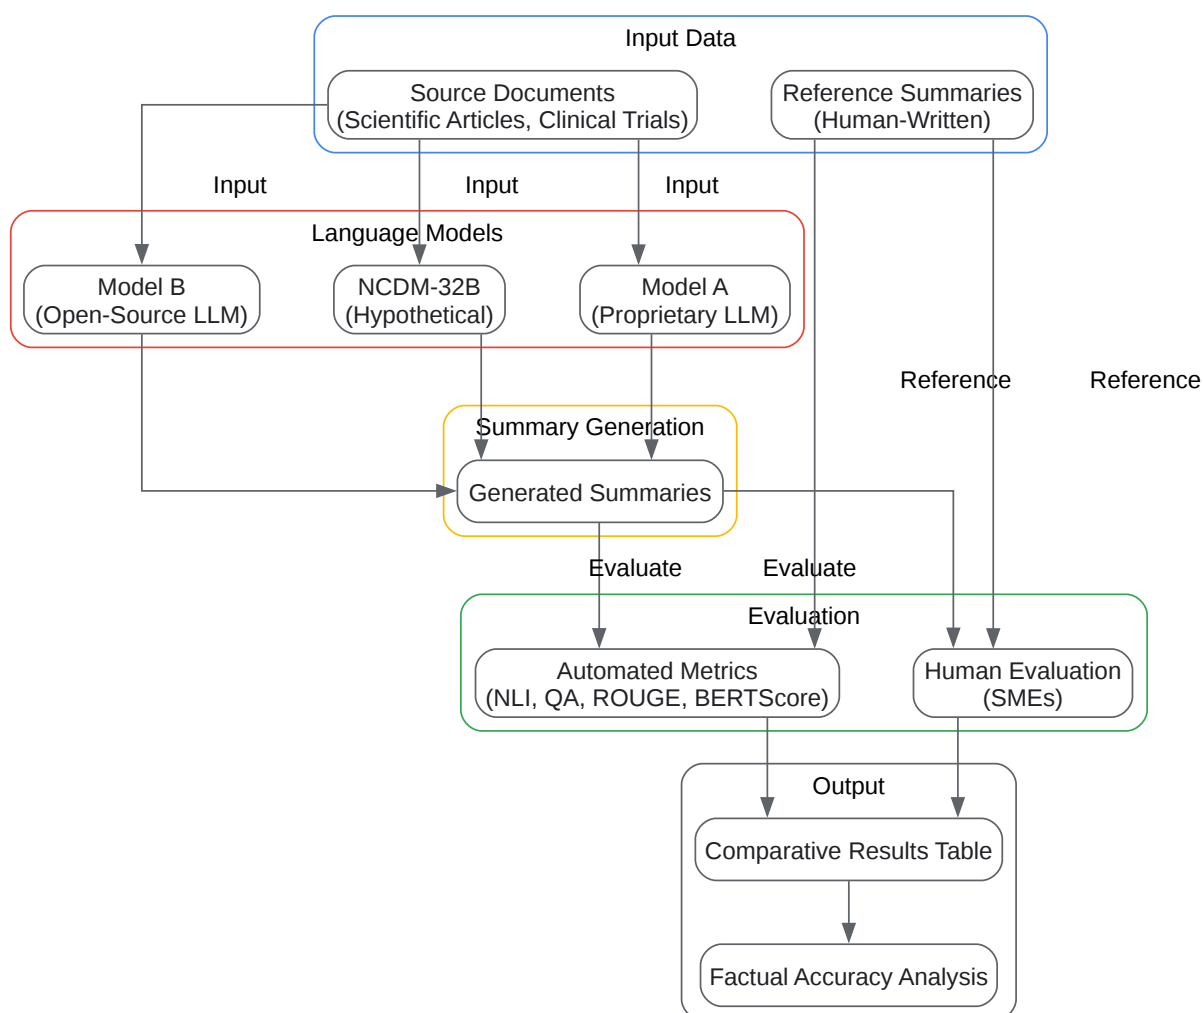 Input Data
Source Documents
(Scientific Articles, Clinical Trials)
Reference Summaries
(Human-Written)
Input
Input
Input
Language Models
Model B
(Open-Source LLM)
NCDM-32B
(Hypothetical)
Model A
(Proprietary LLM)
Reference
Reference
Summary Generation
Generated Summaries
Evaluate
Evaluate
Evaluation
Automated Metrics
(NLI, QA, ROUGE, BERTScore)
Human Evaluation
(SMEs)
Output
Comparative Results Table
Factual Accuracy Analysis